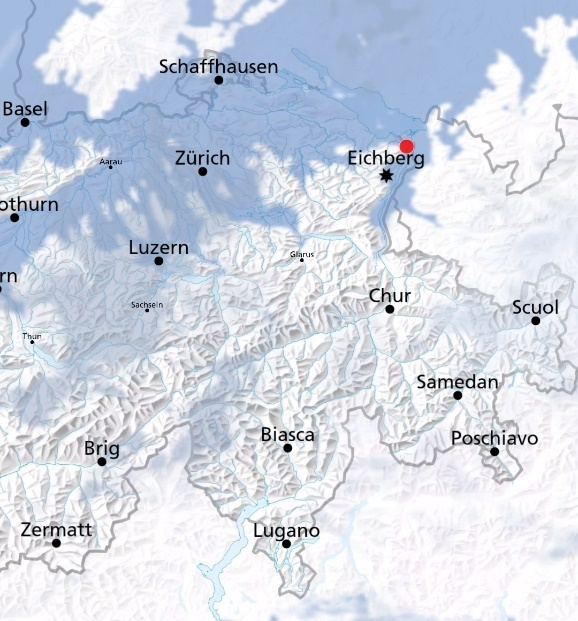 Schaffhausen
Basel
Aarau
Zürich
Eichberg
othurn
Luzern
Glarus
rn
Sachseln
Chur
Scuol
Thun
Samedan
Biasca
Poschiavo
Brig
Zermatt
Lugano